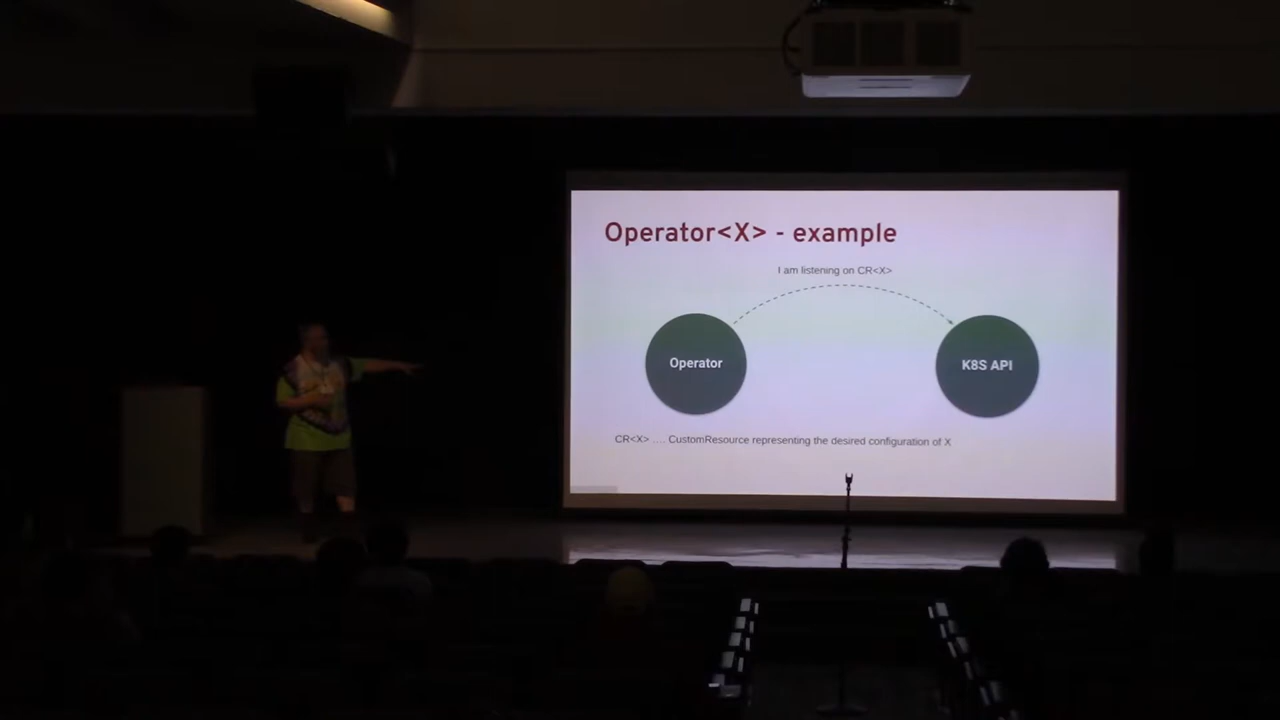 Operator<X> - example
I am listening on CR<X>
Operator
K8S API
CR<X> .... CustomResource representing the desired configuration of X